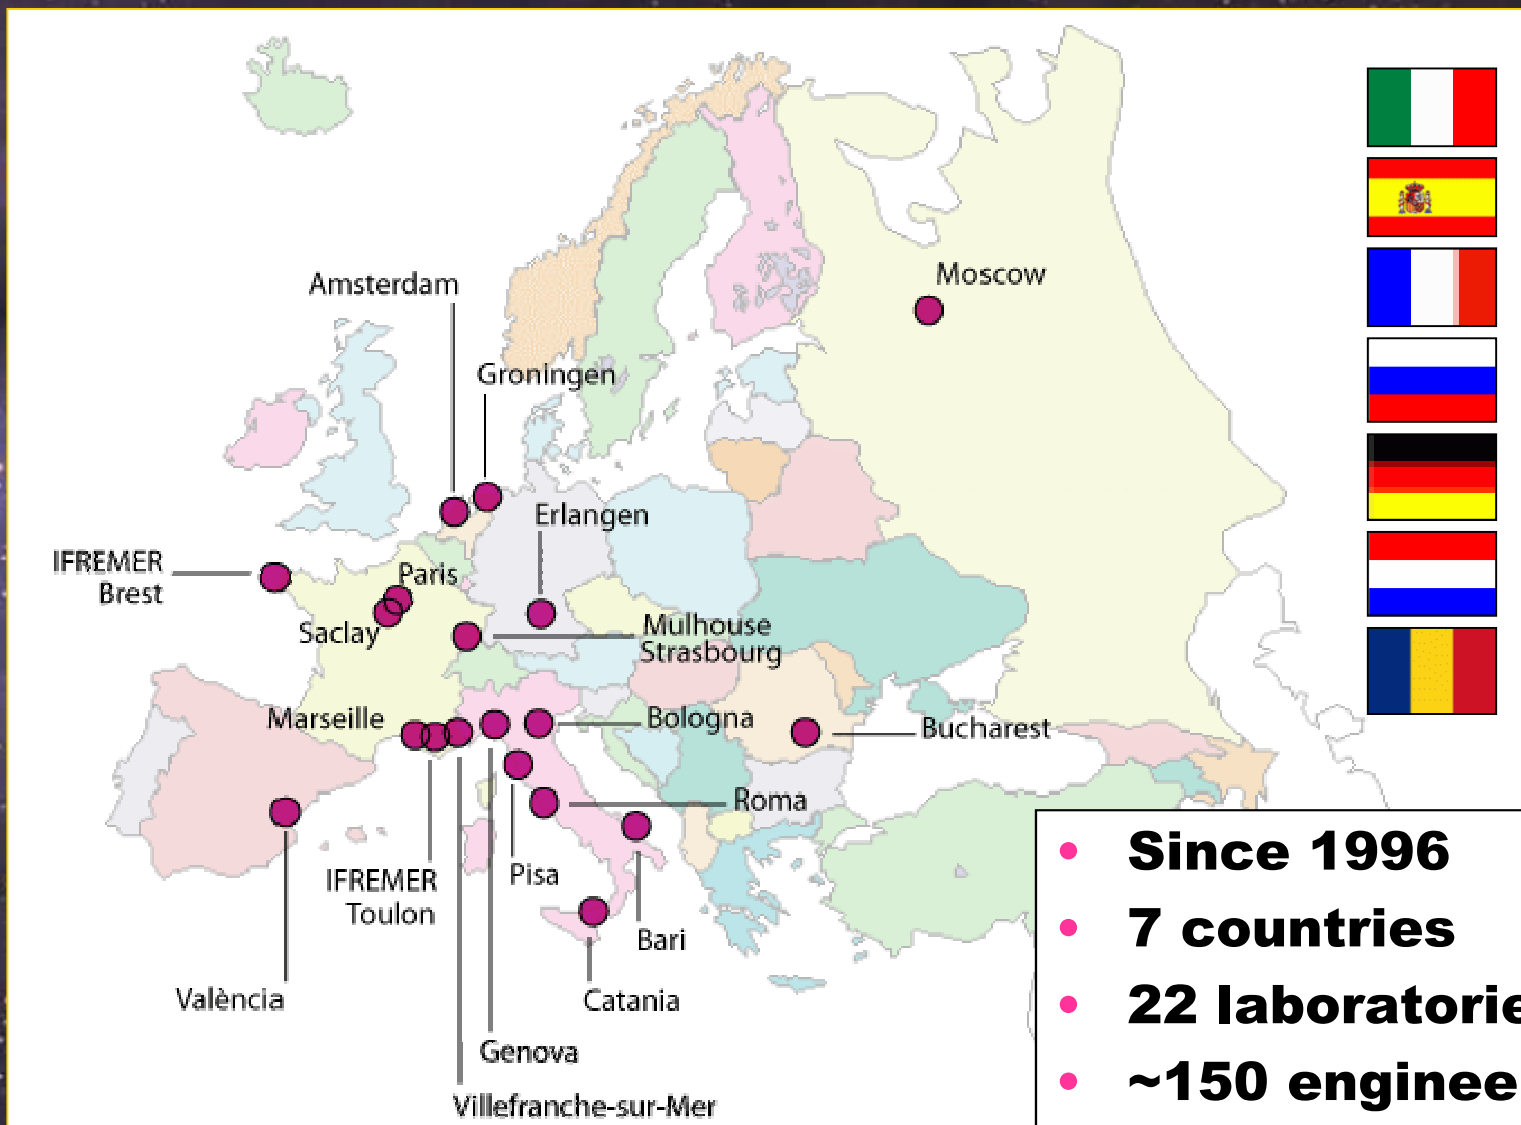 Moscow
Amsterdam
Groningen
Erlangen
IFREMER
Brest
Paris
Saclay
Mulhouse
Strasbourg
Marseille
Bologna
Bucharest
Roma
IFREMER
Toulon
Pisa
Bari
València
Catania
Genova
Villefranche-sur-Mer
• Since 1996
• 7 countries
• 22 laboratorie
• ~150 enginee